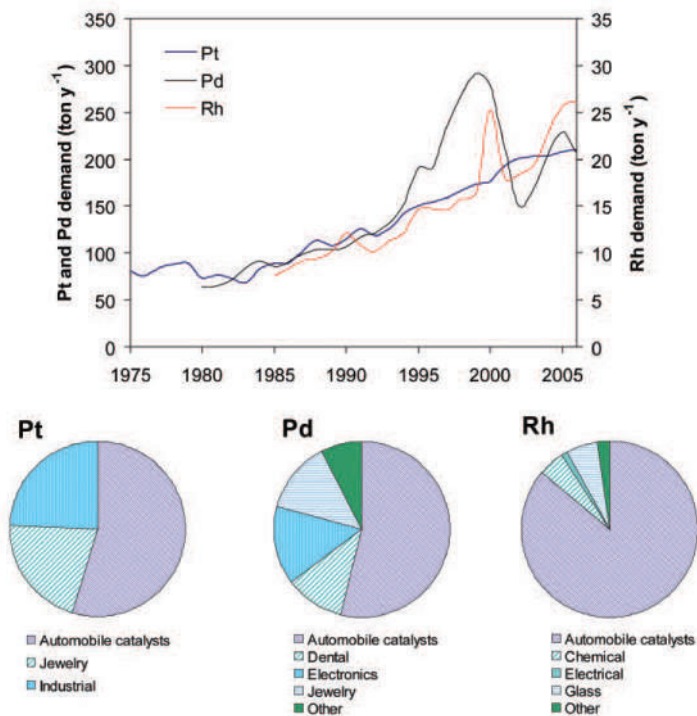 350
300
250
200
150
100
50
0
Pt and Pd demand (ton y⁻¹)
Pt
Pd
Rh
35
30
25
20
15
10
5
0
Rh demand (ton y⁻¹)
1975 1980 1985 1990 1995 2000 2005
Pt
Automobile catalysts
Jewelry
Industrial
Pd
Automobile catalysts
Dental
Electronics
Jewelry
Other
Rh
Automobile catalysts
Chemical
Electrical
Glass
Other